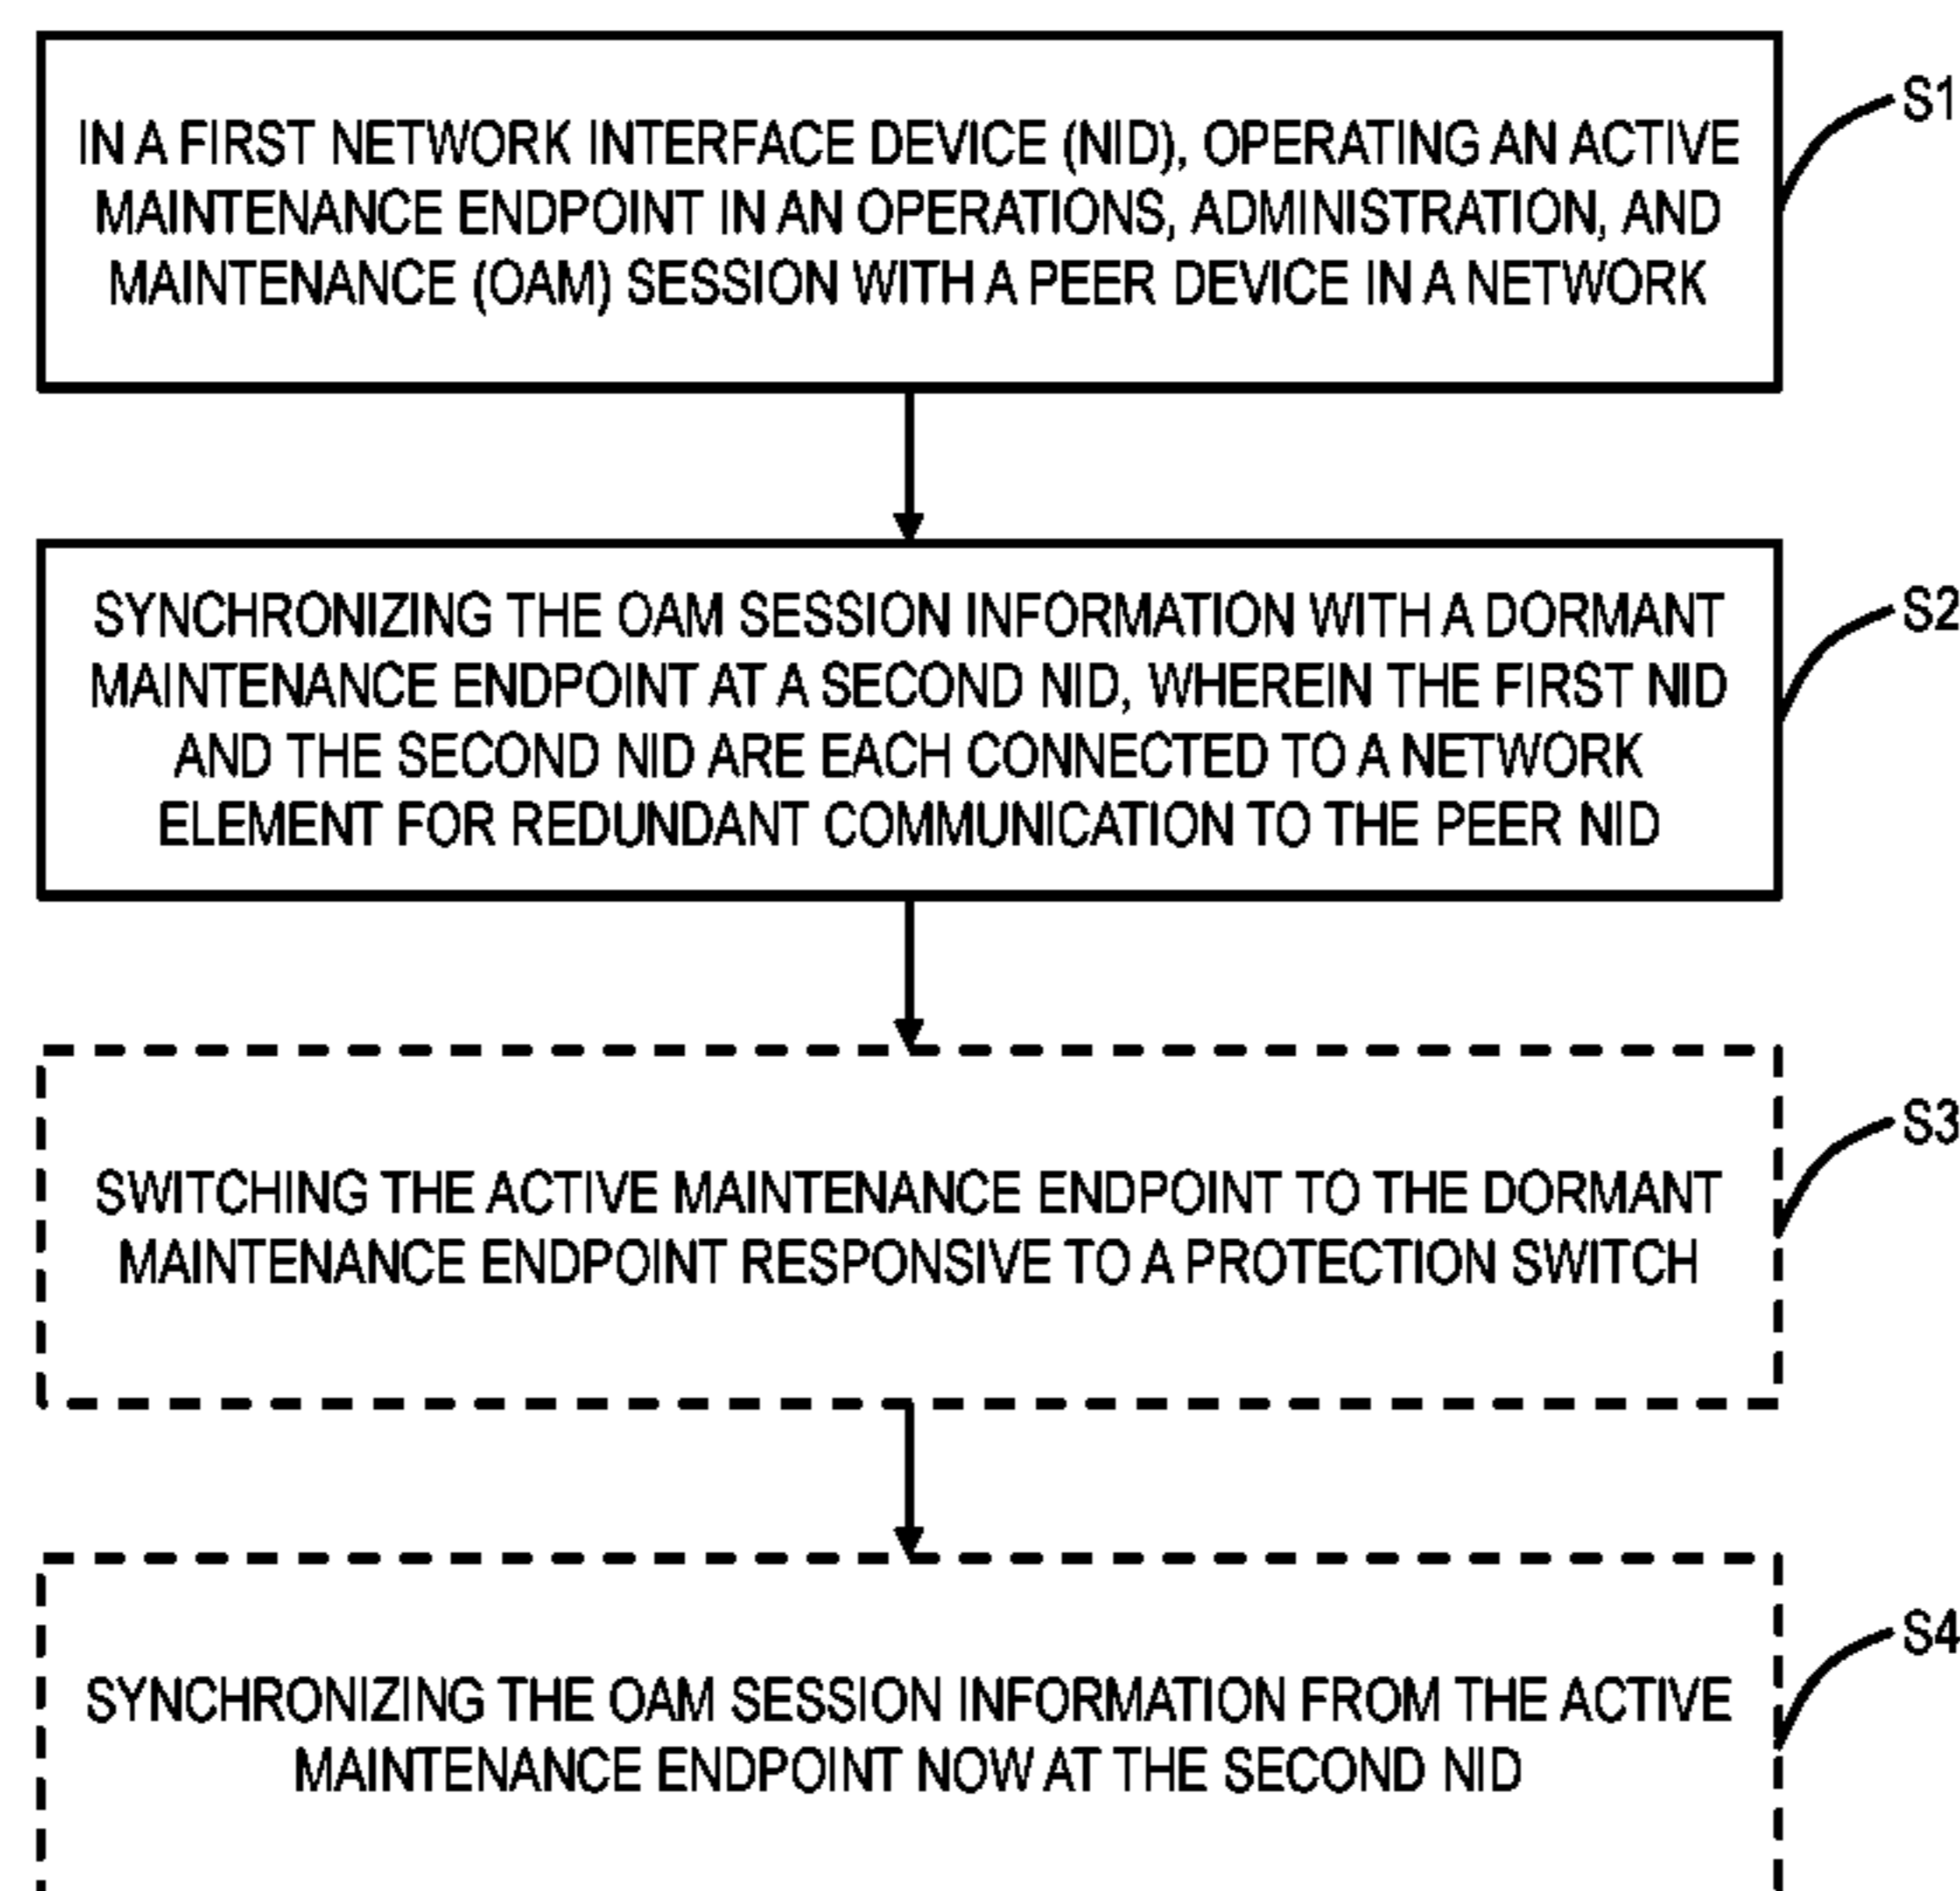 S1
IN A FIRST NETWORK INTERFACE DEVICE (NID), OPERATING AN ACTIVE
MAINTENANCE ENDPOINT IN AN OPERATIONS, ADMINISTRATION, AND
MAINTENANCE (OAM) SESSION WITH A PEER DEVICE IN A NETWORK
S2
SYNCHRONIZING THE OAM SESSION INFORMATION WITH A DORMANT
MAINTENANCE ENDPOINT AT A SECOND NID, WHEREIN THE FIRST NID
AND THE SECOND NID ARE EACH CONNECTED TO A NETWORK
ELEMENT FOR REDUNDANT COMMUNICATION TO THE PEER NID
S3
SWITCHING THE ACTIVE MAINTENANCE ENDPOINT TO THE DORMANT
MAINTENANCE ENDPOINT RESPONSIVE TO A PROTECTION SWITCH
S4
SYNCHRONIZING THE OAM SESSION INFORMATION FROM THE ACTIVE
MAINTENANCE ENDPOINT NOW AT THE SECOND NID